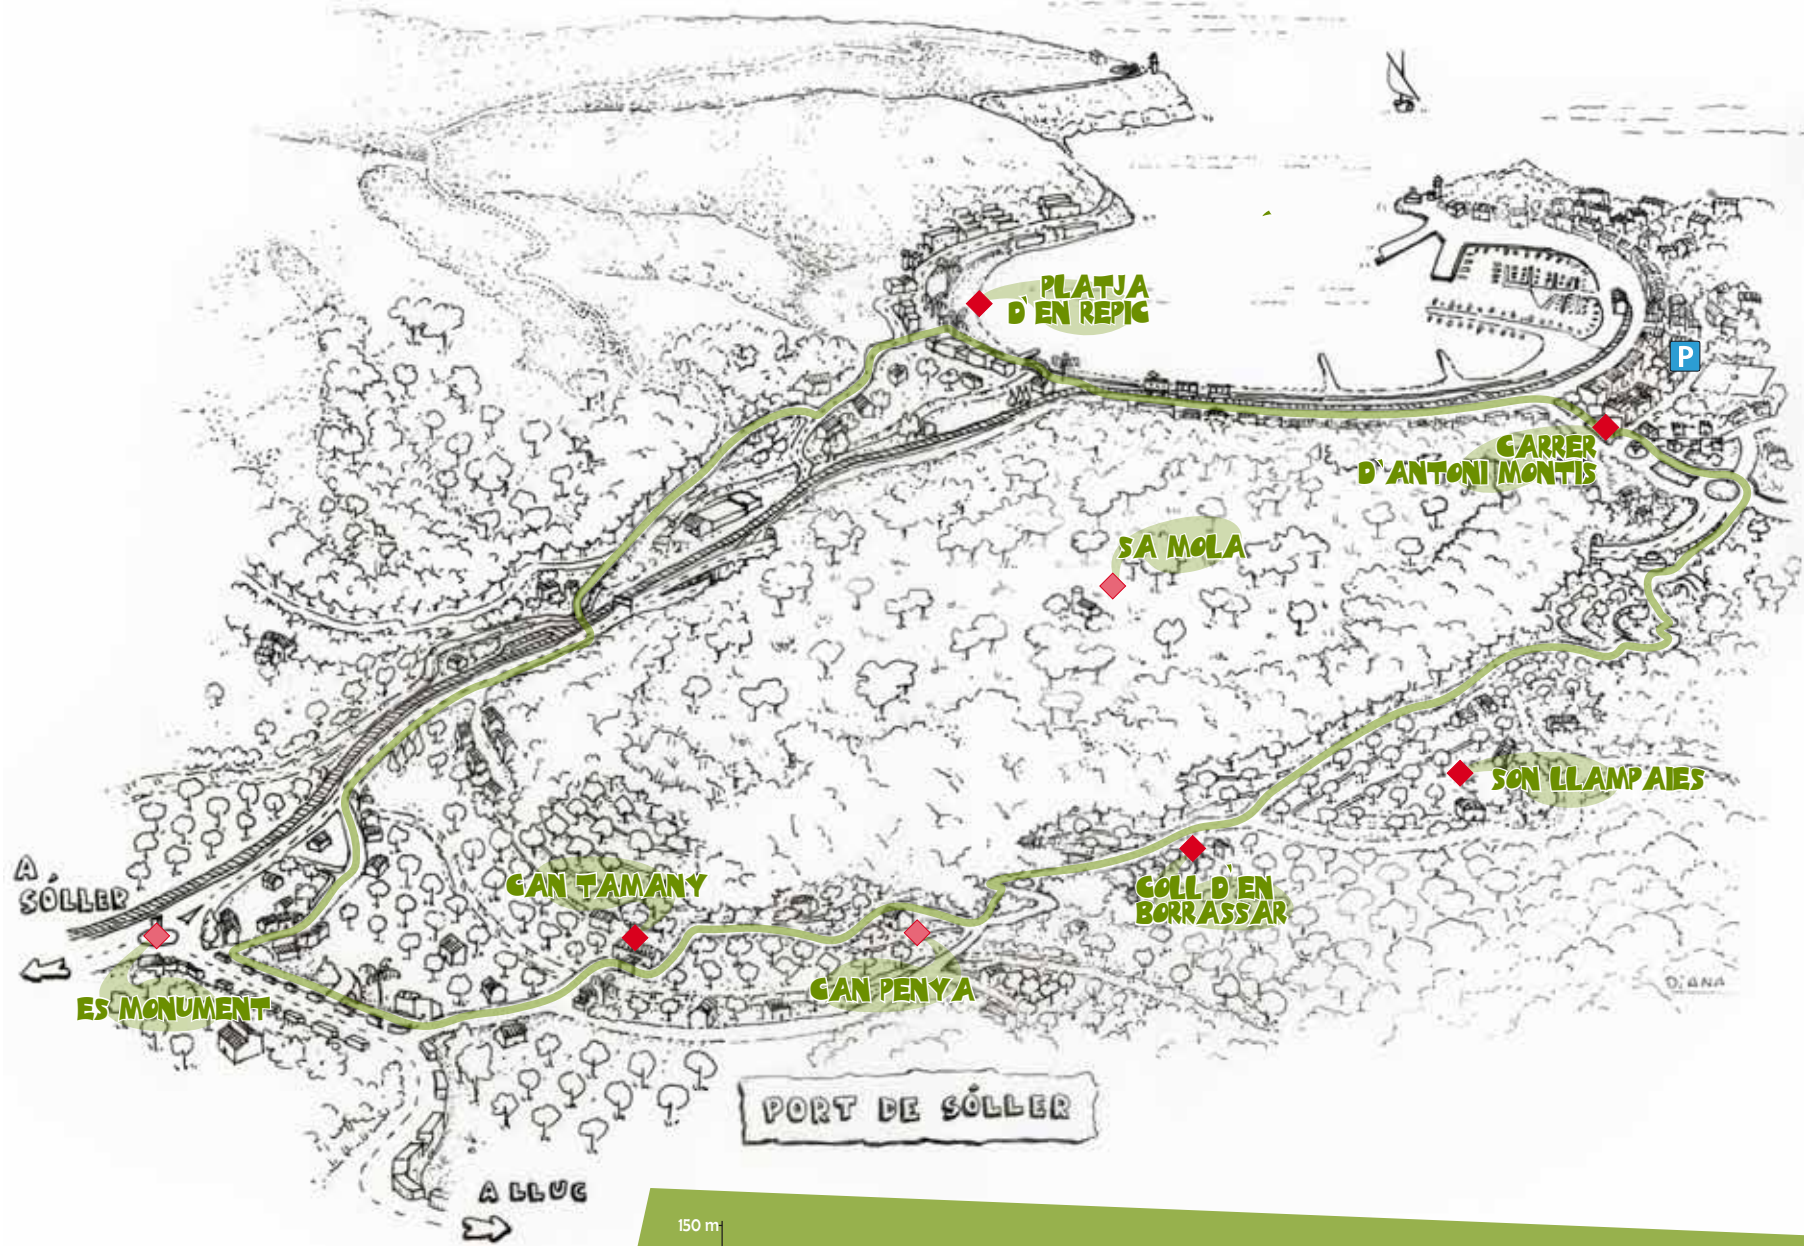 PLATJA
D'EN REPIC
P
CARRER
D'ANTONI MONTIS
SA MOLA
SON LLAMPAIES
A
SÓLLER
CAN TAMANY
COLL D'EN
BORRASSAR
CAN PENYA
ES MONUMENT
DIANA
PORT DE SÓLLER
A LLUC
150 m